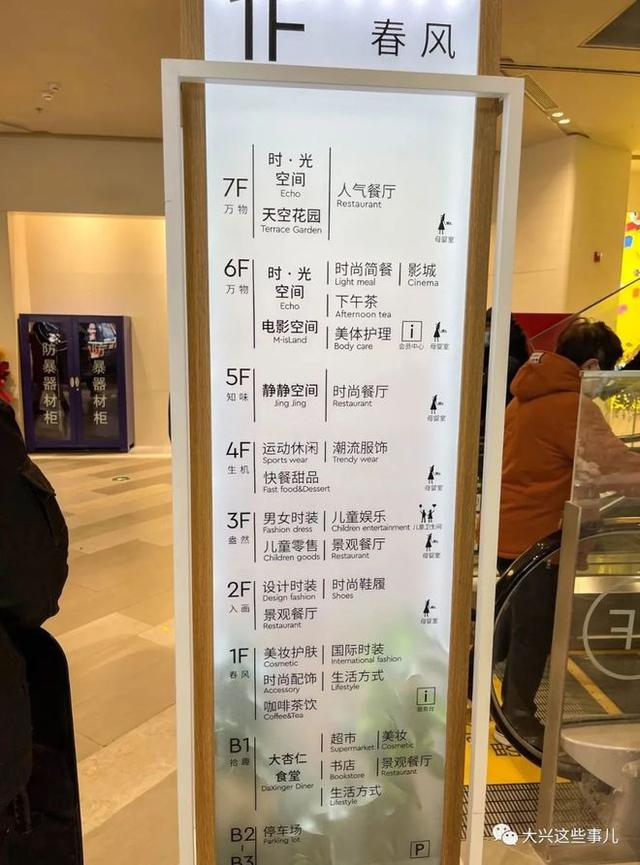 1F 春风
7F
万物
时·光
空间
Echo
天空花园
Terrace Garden
人气餐厅
Restaurant
母婴室
6F
万物
时·光
空间
Echo
电影空间
M-isLand
时尚简餐
Light meal
影城
Cinema
下午茶
Afternoon tea
美体护理
Body care
i
会员中心
母婴室
5F
知味
静静空间
Jing Jing
时尚餐厅
Restaurant
母婴室
4F
生机
运动休闲
Sports wear
潮流服饰
Trendy wear
快餐甜品
Fast food&Dessert
母婴室
3F
盎然
男女时装
Fashion dress
儿童娱乐
Children entertainment
儿童卫生间
儿童零售
Children goods
景观餐厅
Restaurant
母婴室
2F
入画
设计时装
Design fashion
时尚鞋履
Shoes
景观餐厅
Restaurant
母婴室
1F
春风
美妆护肤
Cosmetic
国际时装
International fashion
时尚配饰
Accessory
生活方式
Lifestyle
咖啡茶饮
Coffee&Tea
i
服务台
B1
拾趣
大杏仁
食堂
DaXinger Diner
超市
Supermarket
美妆
Cosmetic
书店
Bookstore
景观餐厅
Restaurant
生活方式
Lifestyle
B2
-
B3
停车场
Parking lot
P
防暴器材柜
防暴器材柜
F
大兴这些事儿